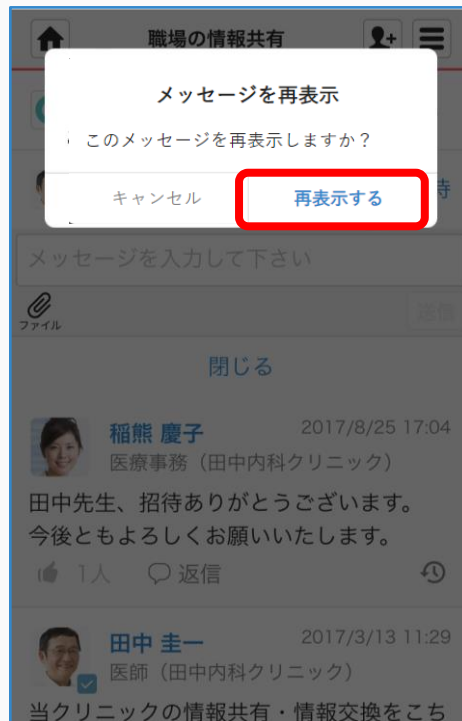 職場の情報共有
メッセージを再表示
このメッセージを再表示しますか？
キャンセル
再表示する
待
メッセージを入力して下さい
ファイル
送信
閉じる
稲熊 慶子
2017/8/25 17:04
医療事務（田中内科クリニック）
田中先生、招待ありがとうございます。
今後ともよろしくお願いいたします。
1人
返信
田中 圭一
2017/3/13 11:29
医師（田中内科クリニック）
当クリニックの情報共有・情報交換をこち